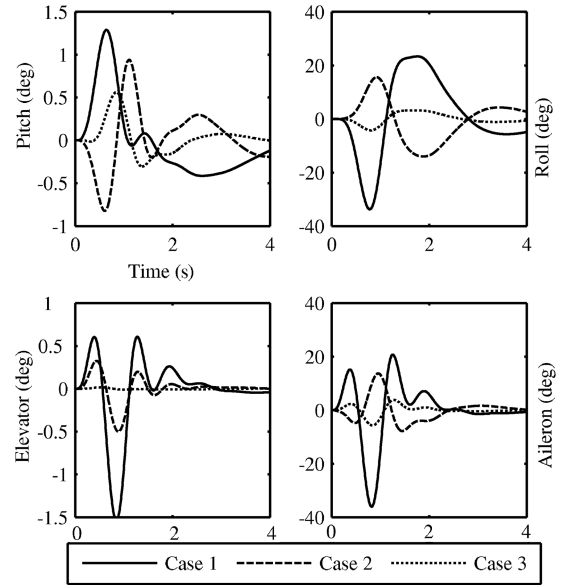 1.5
1
0.5
0
-0.5
-1
Pitch (deg)
0 2 4
Time (s)
40
20
0
-20
-40
Roll (deg)
0 2 4
1
0.5
0
-0.5
-1
-1.5
Elevator (deg)
0 2 4
40
20
0
-20
-40
Aileron (deg)
0 2 4
Case 1 Case 2 Case 3